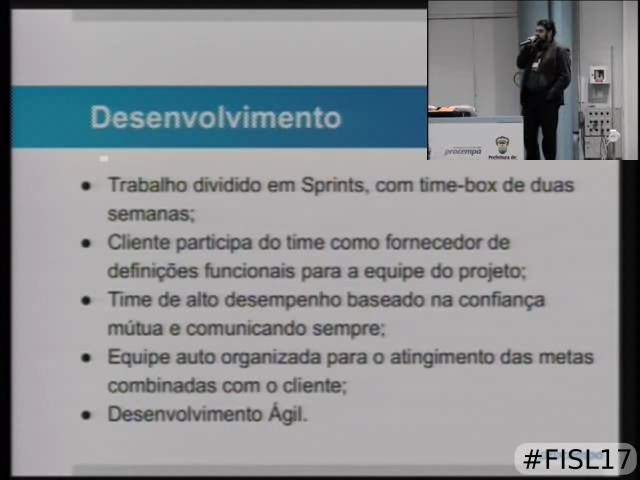 Desenvolvimento
procempa
Prefeitura de
● Trabalho dividido em Sprints, com time-box de duas
semanas;
● Cliente participa do time como fornecedor de
definições funcionais para a equipe do projeto;
● Time de alto desempenho baseado na confiança
mútua e comunicando sempre;
● Equipe auto organizada para o atingimento das metas
combinadas com o cliente;
● Desenvolvimento Ágil.
#FISL17